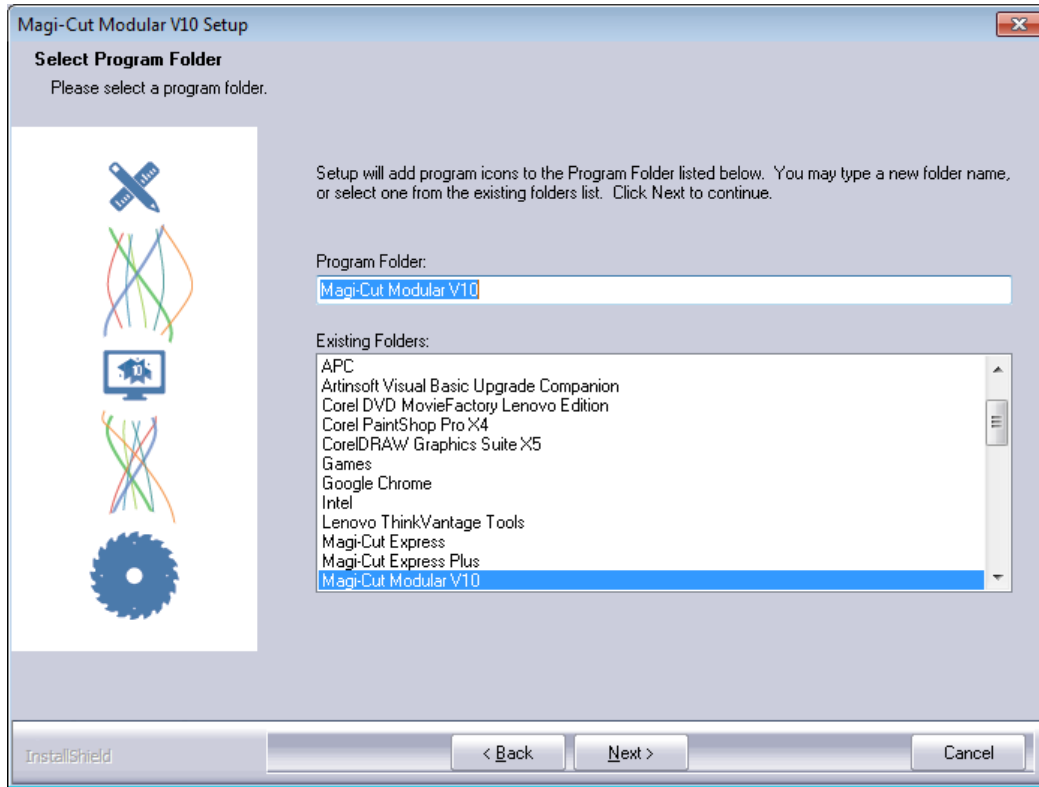 Magi-Cut Modular V10 Setup
Select Program Folder
Please select a program folder.
Setup will add program icons to the Program Folder listed below.  You may type a new folder name,
or select one from the existing folders list.  Click Next to continue.
Program Folder:
Magi-Cut Modular V10
Existing Folders:
APC
Artinsoft Visual Basic Upgrade Companion
Corel DVD MovieFactory Lenovo Edition
Corel PaintShop Pro X4
CorelDRAW Graphics Suite X5
Games
Google Chrome
Intel
Lenovo ThinkVantage Tools
Magi-Cut Express
Magi-Cut Express Plus
Magi-Cut Modular V10
10
InstallShield
< Back
Next >
Cancel